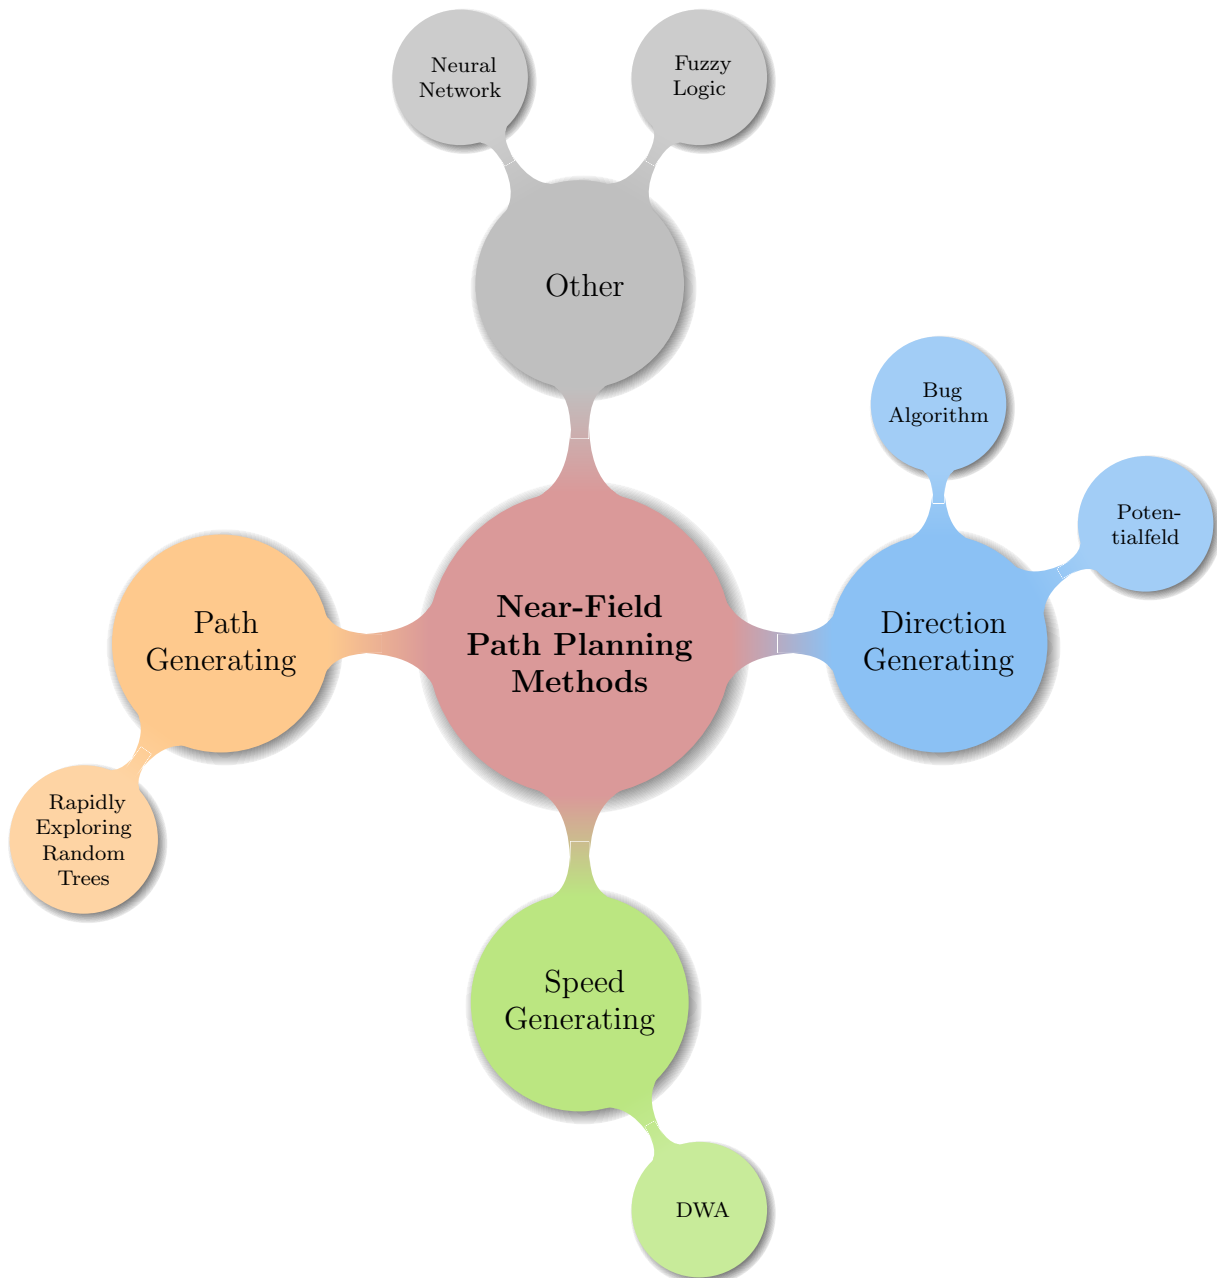 Neural
Network
Fuzzy
Logic
Other
Bug
Algorithm
Poten-
tialfeld
Near-Field
Path Planning
Methods
Path
Generating
Direction
Generating
Rapidly
Exploring
Random
Trees
Speed
Generating
DWA